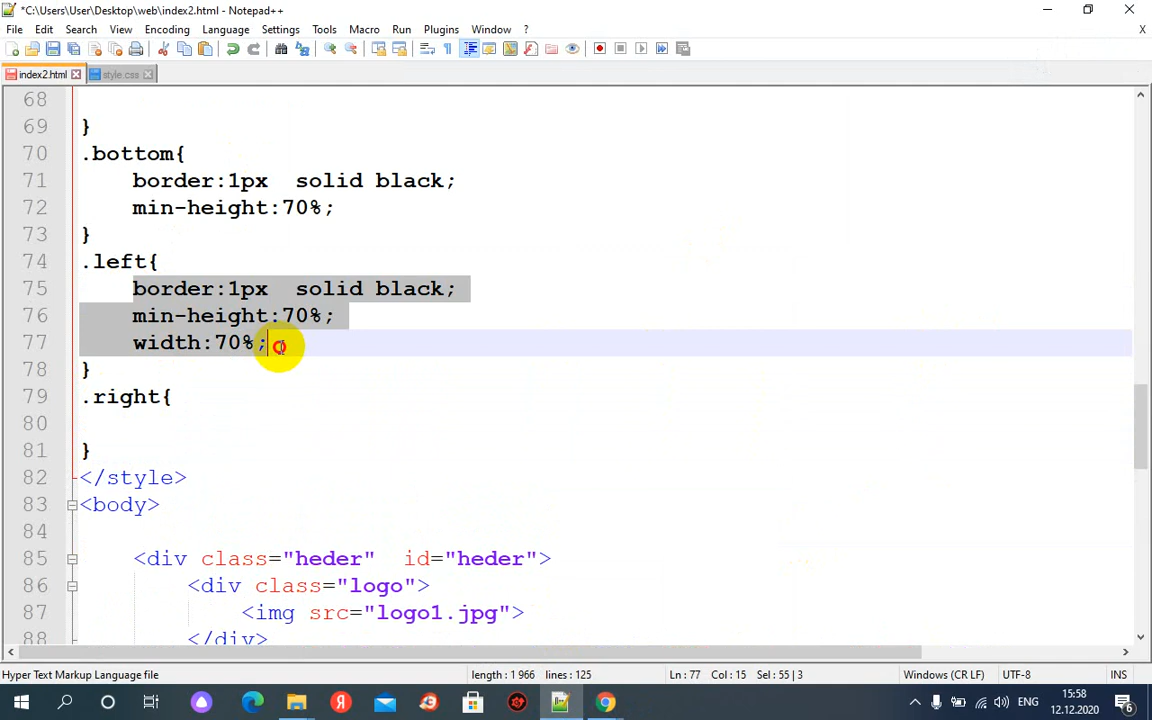 *C:\Users\User\Desktop\web\index2.html - Notepad++
File Edit Search View Encoding Language Settings Tools Macro Run Plugins Window ? X
index2.html style.css
68
69 }
70 .bottom{
71 border:1px  solid black;
72 min-height:70%;
73 }
74 .left{
75 border:1px  solid black;
76 min-height:70%;
77 width:70%;
78 }
79 .right{
80
81 }
82 </style>
83 <body>
84
85 <div class="heder"  id="heder">
86 <div class="logo">
87 <img src="logo1.jpg">
88 </div>
Hyper Text Markup Language file length : 1 966 lines : 125 Ln : 77 Col : 15 Sel : 55 | 3 Windows (CR LF) UTF-8 INS
ENG 15:58
12.12.2020 6